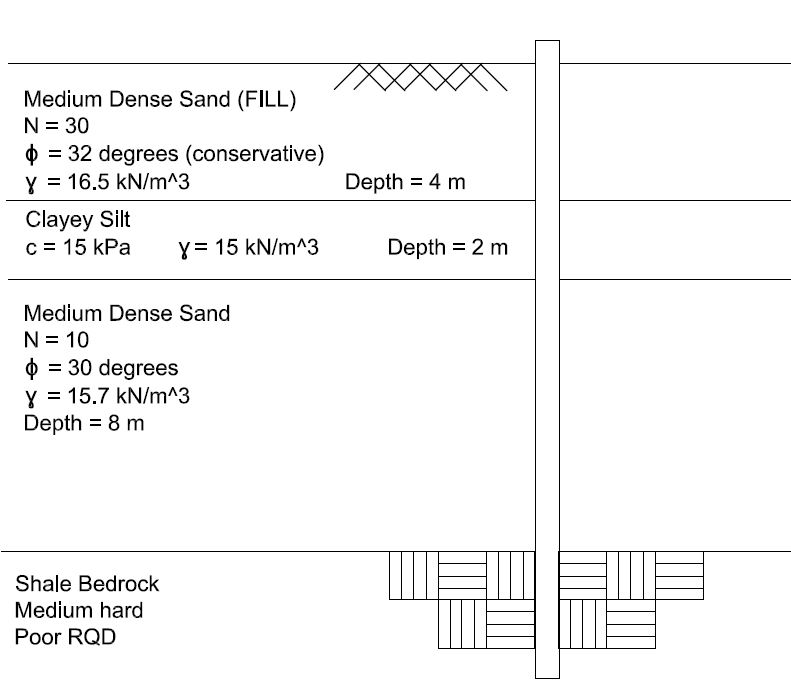 Medium Dense Sand (FILL)
N = 30
ϕ = 32 degrees (conservative)
ɣ = 16.5 kN/m^3 Depth = 4 m
Clayey Silt
c = 15 kPa ɣ = 15 kN/m^3 Depth = 2 m
Medium Dense Sand
N = 10
ϕ = 30 degrees
ɣ = 15.7 kN/m^3
Depth = 8 m
Shale Bedrock
Medium hard
Poor RQD